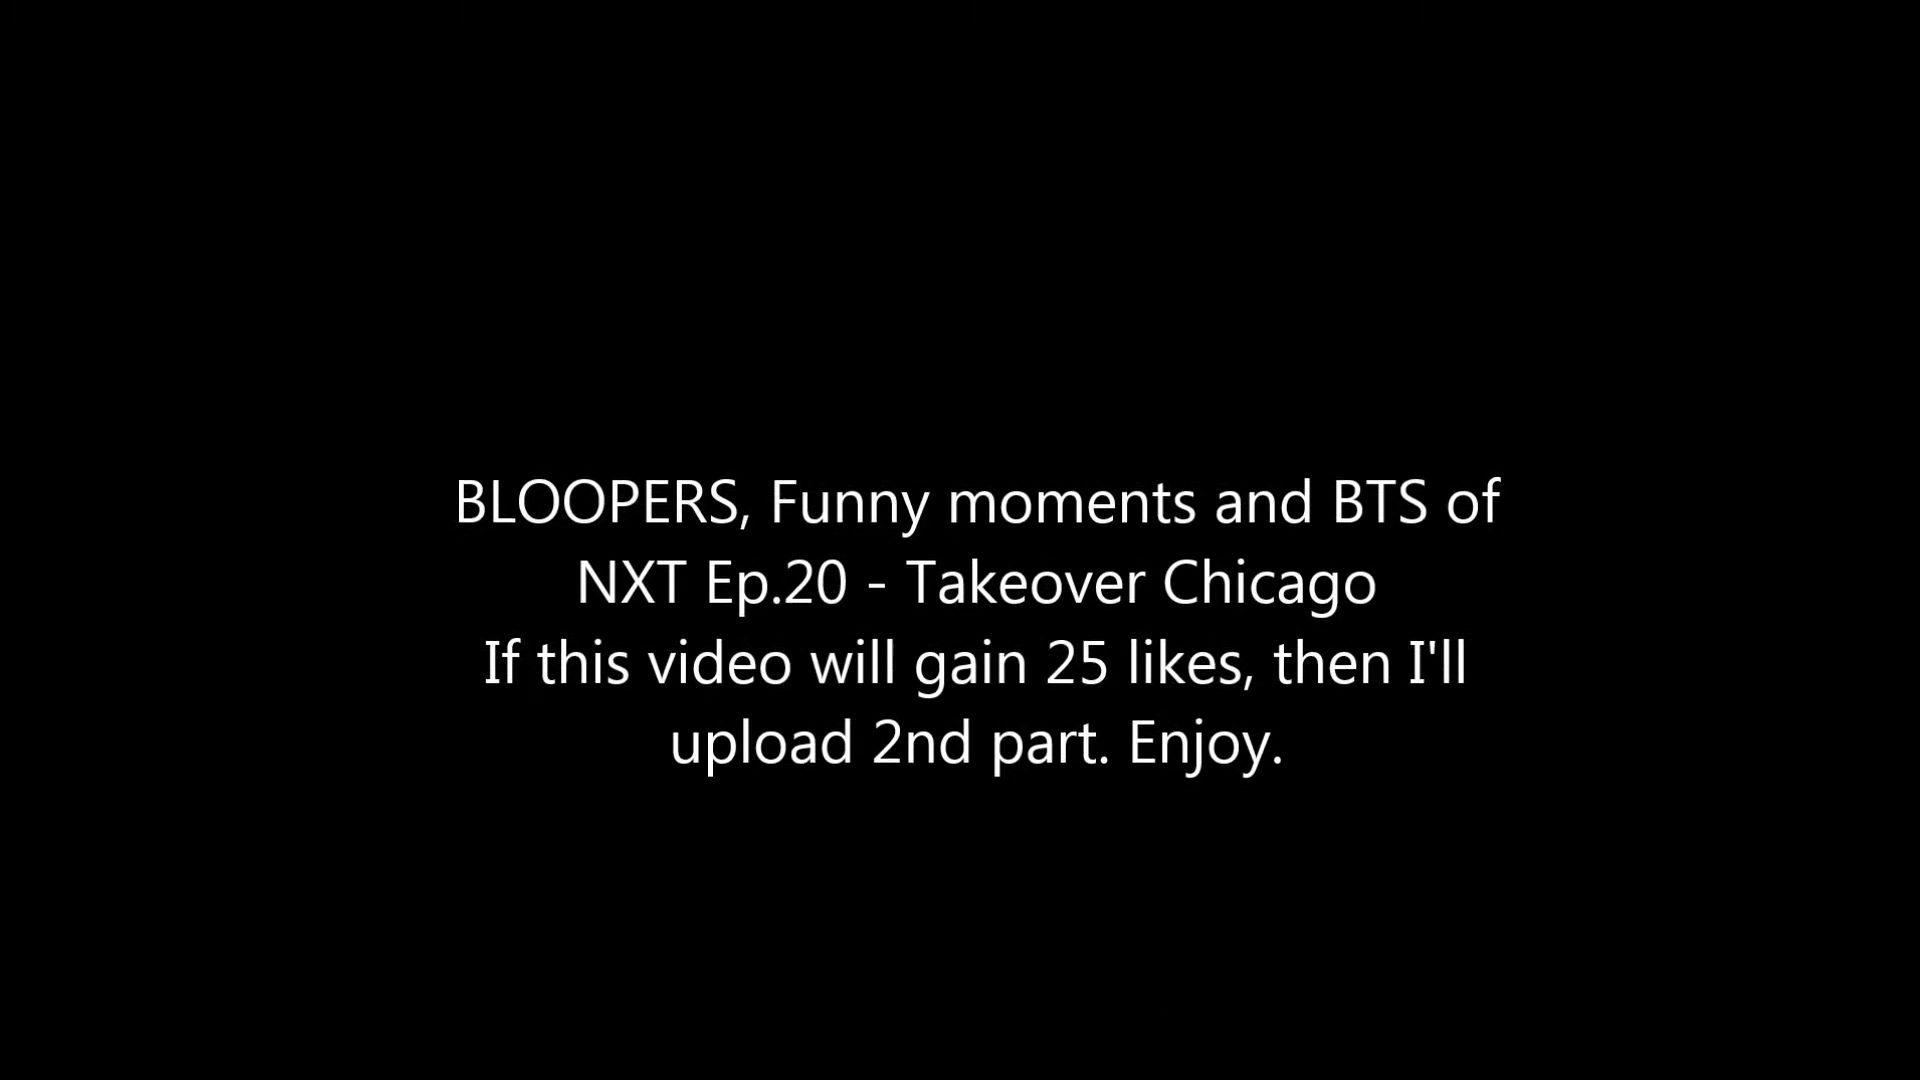 BLOOPERS, Funny moments and BTS of
NXT Ep.20 - Takeover Chicago
If this video will gain 25 likes, then I'll
upload 2nd part. Enjoy.